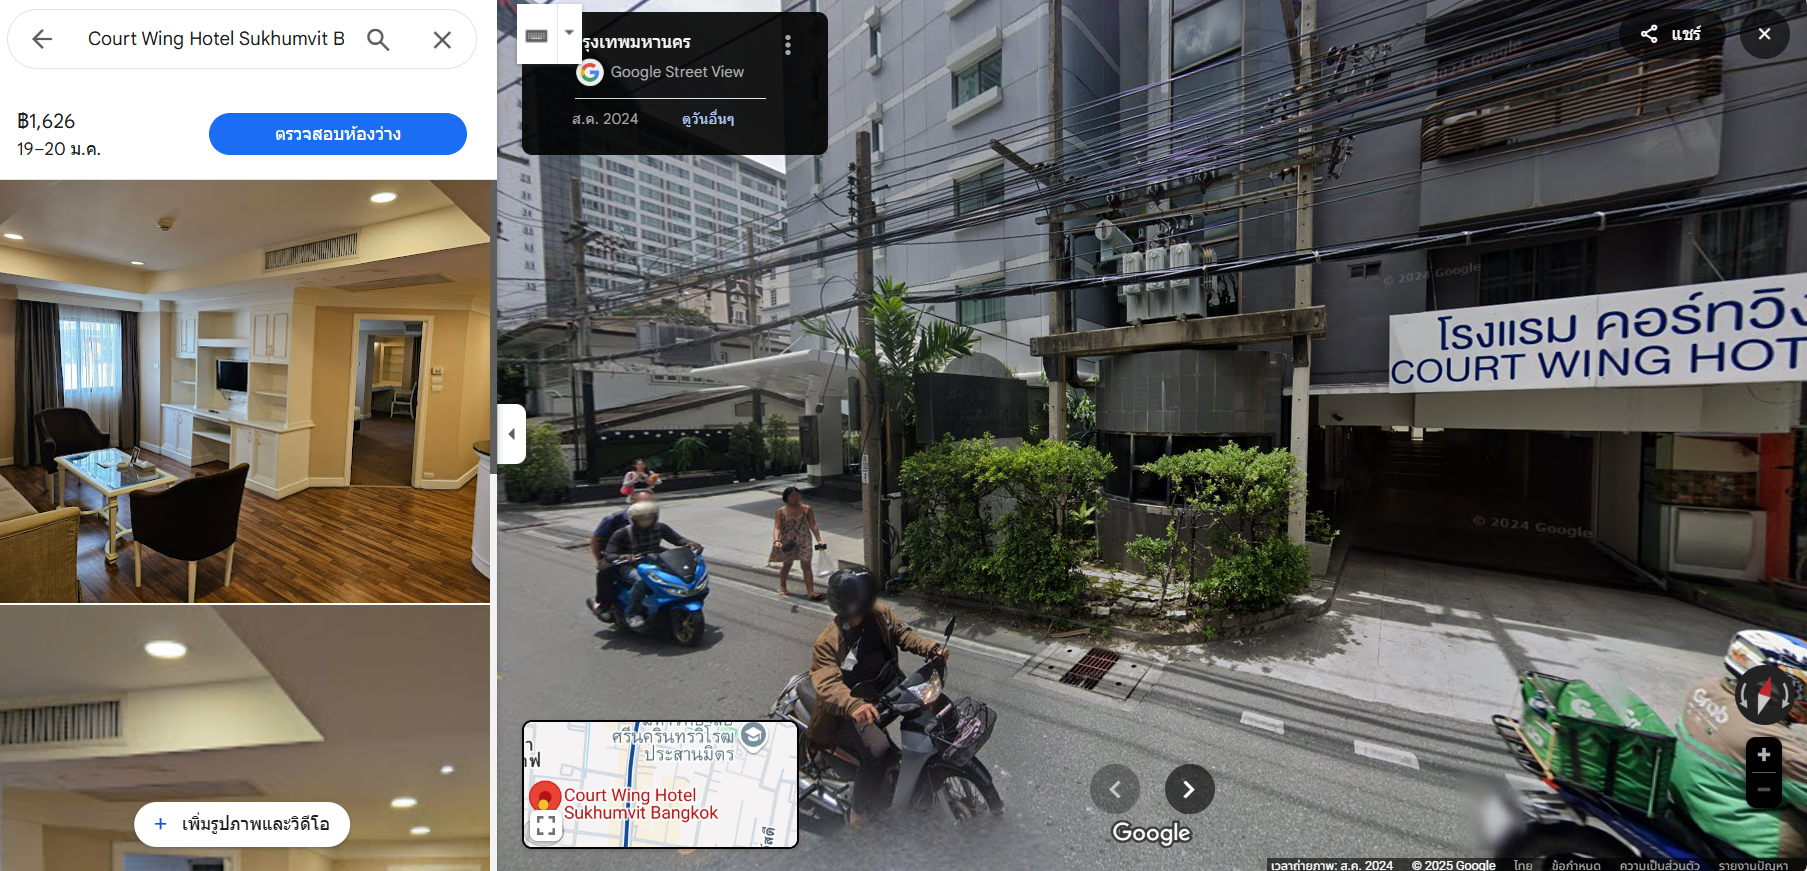 Court Wing Hotel Sukhumvit B
฿1,626
19–20 ม.ค.
ตรวจสอบห้องว่าง
เพิ่มรูปภาพและวิดีโอ
รุงเทพมหานคร
Google Street View
ส.ค. 2024
ดูวันอื่นๆ
แชร์
© 2024 Google
© 2024 Google
โรงแรม คอร์ทวิง
COURT WING HOT
© 2024 Google
Grab
ศรีนครินทรวิโรฒ
ประสานมิตร
Court Wing Hotel
Sukhumvit Bangkok
Google
เวลาถ่ายภาพ: ส.ค. 2024
© 2025 Google
ไทย
ข้อกำหนด
ความเป็นส่วนตัว
รายงานปัญหา